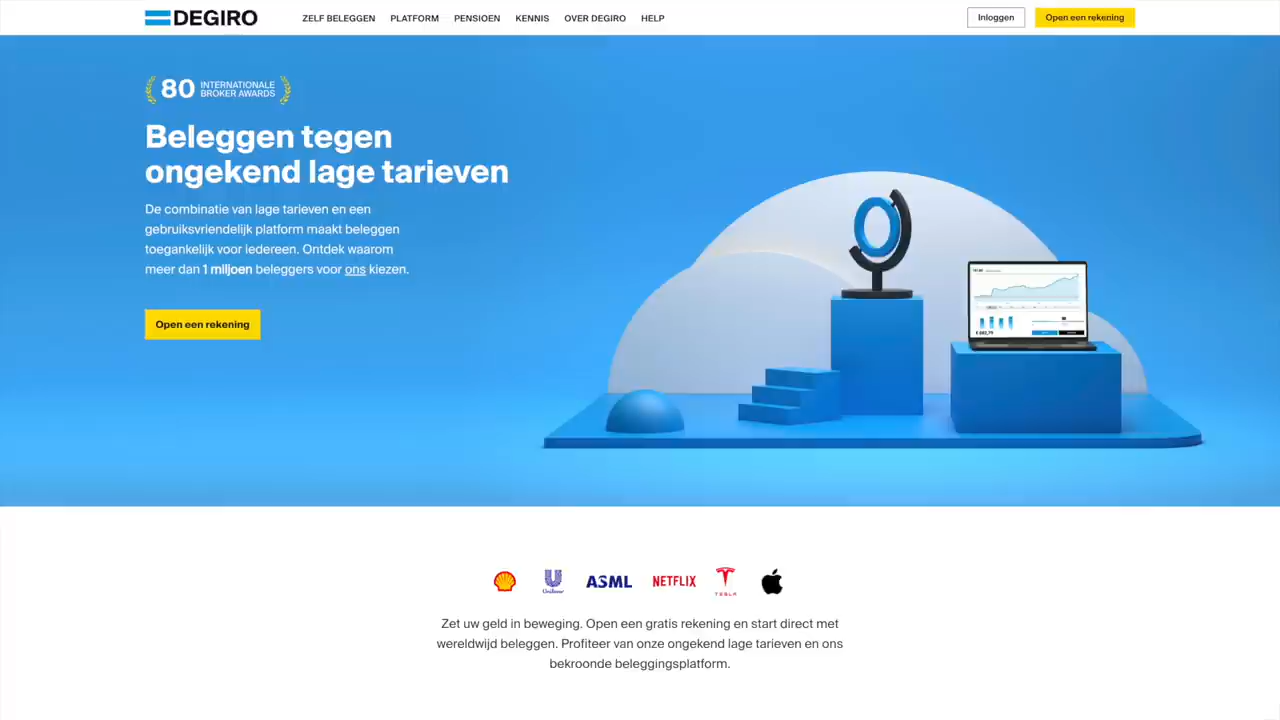 DEGIRO
ZELF BELEGGEN PLATFORM PENSIOEN KENNIS OVER DEGIRO HELP
Inloggen
Open een rekening
80 INTERNATIONALE
BROKER AWARDS
Beleggen tegen
ongekend lage tarieven
De combinatie van lage tarieven en een
gebruiksvriendelijk platform maakt beleggen
toegankelijk voor iedereen. Ontdek waarom
meer dan 1 miljoen beleggers voor ons kiezen.
Open een rekening
Unilever ASML NETFLIX TESLA
Zet uw geld in beweging. Open een gratis rekening en start direct met
wereldwijd beleggen. Profiteer van onze ongekend lage tarieven en ons
bekroonde beleggingsplatform.